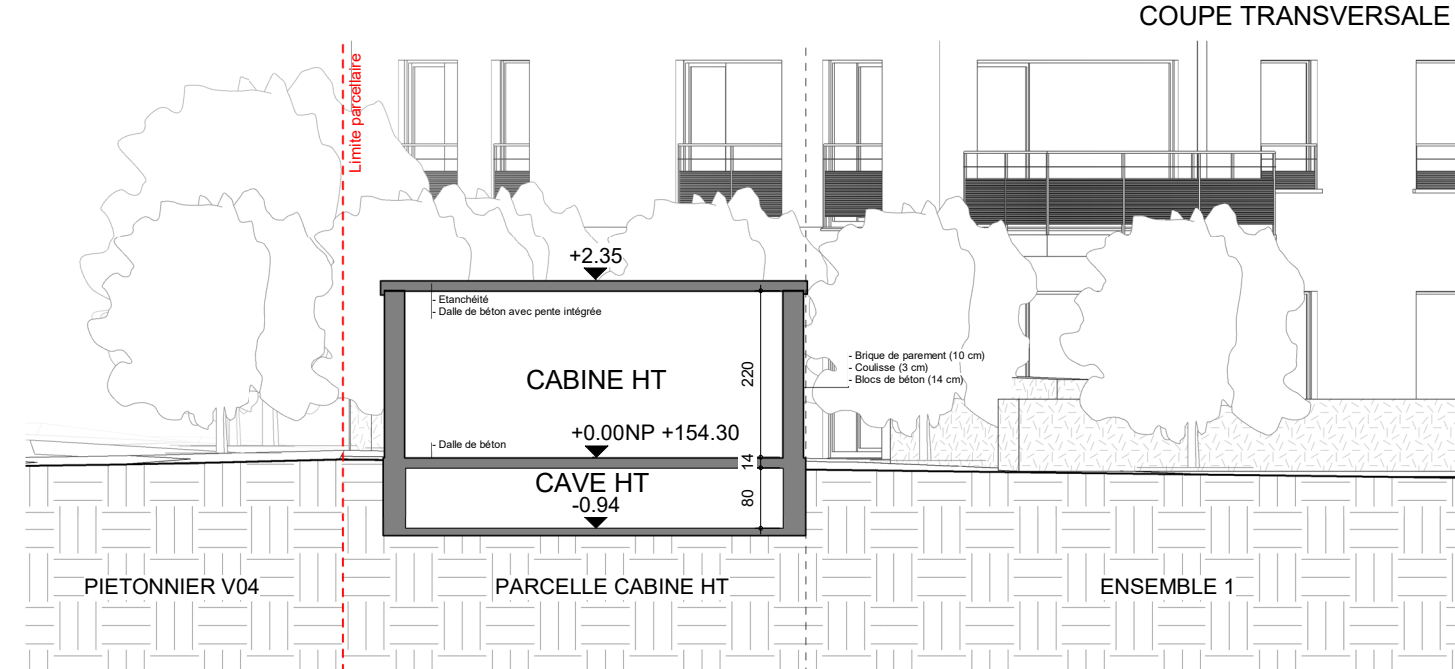 COUPE TRANSVERSALE
Limite parcellaire
+2.35
- Etanchéité
- Dalle de béton avec pente intégrée
- Brique de parement (10 cm)
- Coulisse (3 cm)
- Blocs de béton (14 cm)
220
CABINE HT
- Dalle de béton
+0.00NP +154.30
14
CAVE HT
-0.94
80
PIETONNIER V04
PARCELLE CABINE HT
ENSEMBLE 1